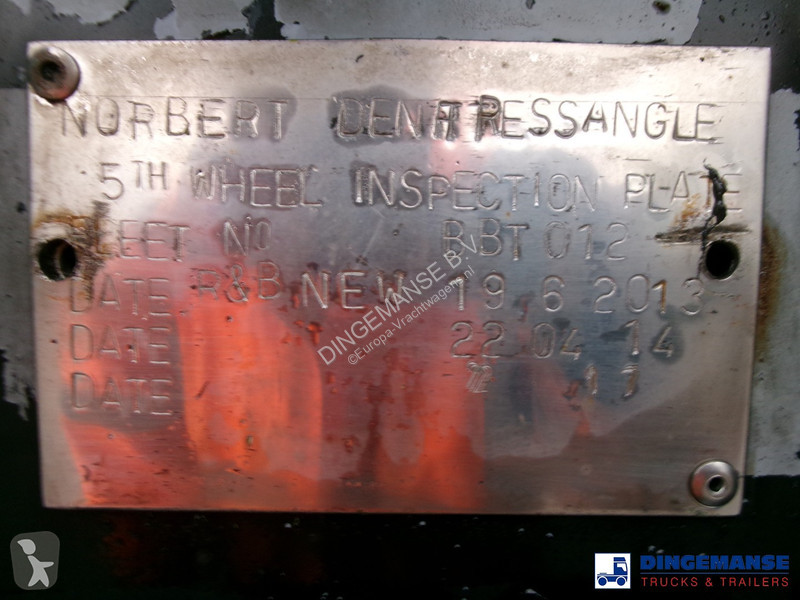 NORBERT DENTRESSANGLE
5TH WHEEL INSPECTION PLATE
FLEET No BBT 012
DATE R&B NEW 19 6 2013
DATE 22 04 14
DATE
DINGEMANSE B.V
©Europa-Vrachtwagens.nl
DINGEMANSE
TRUCKS & TRAILERS